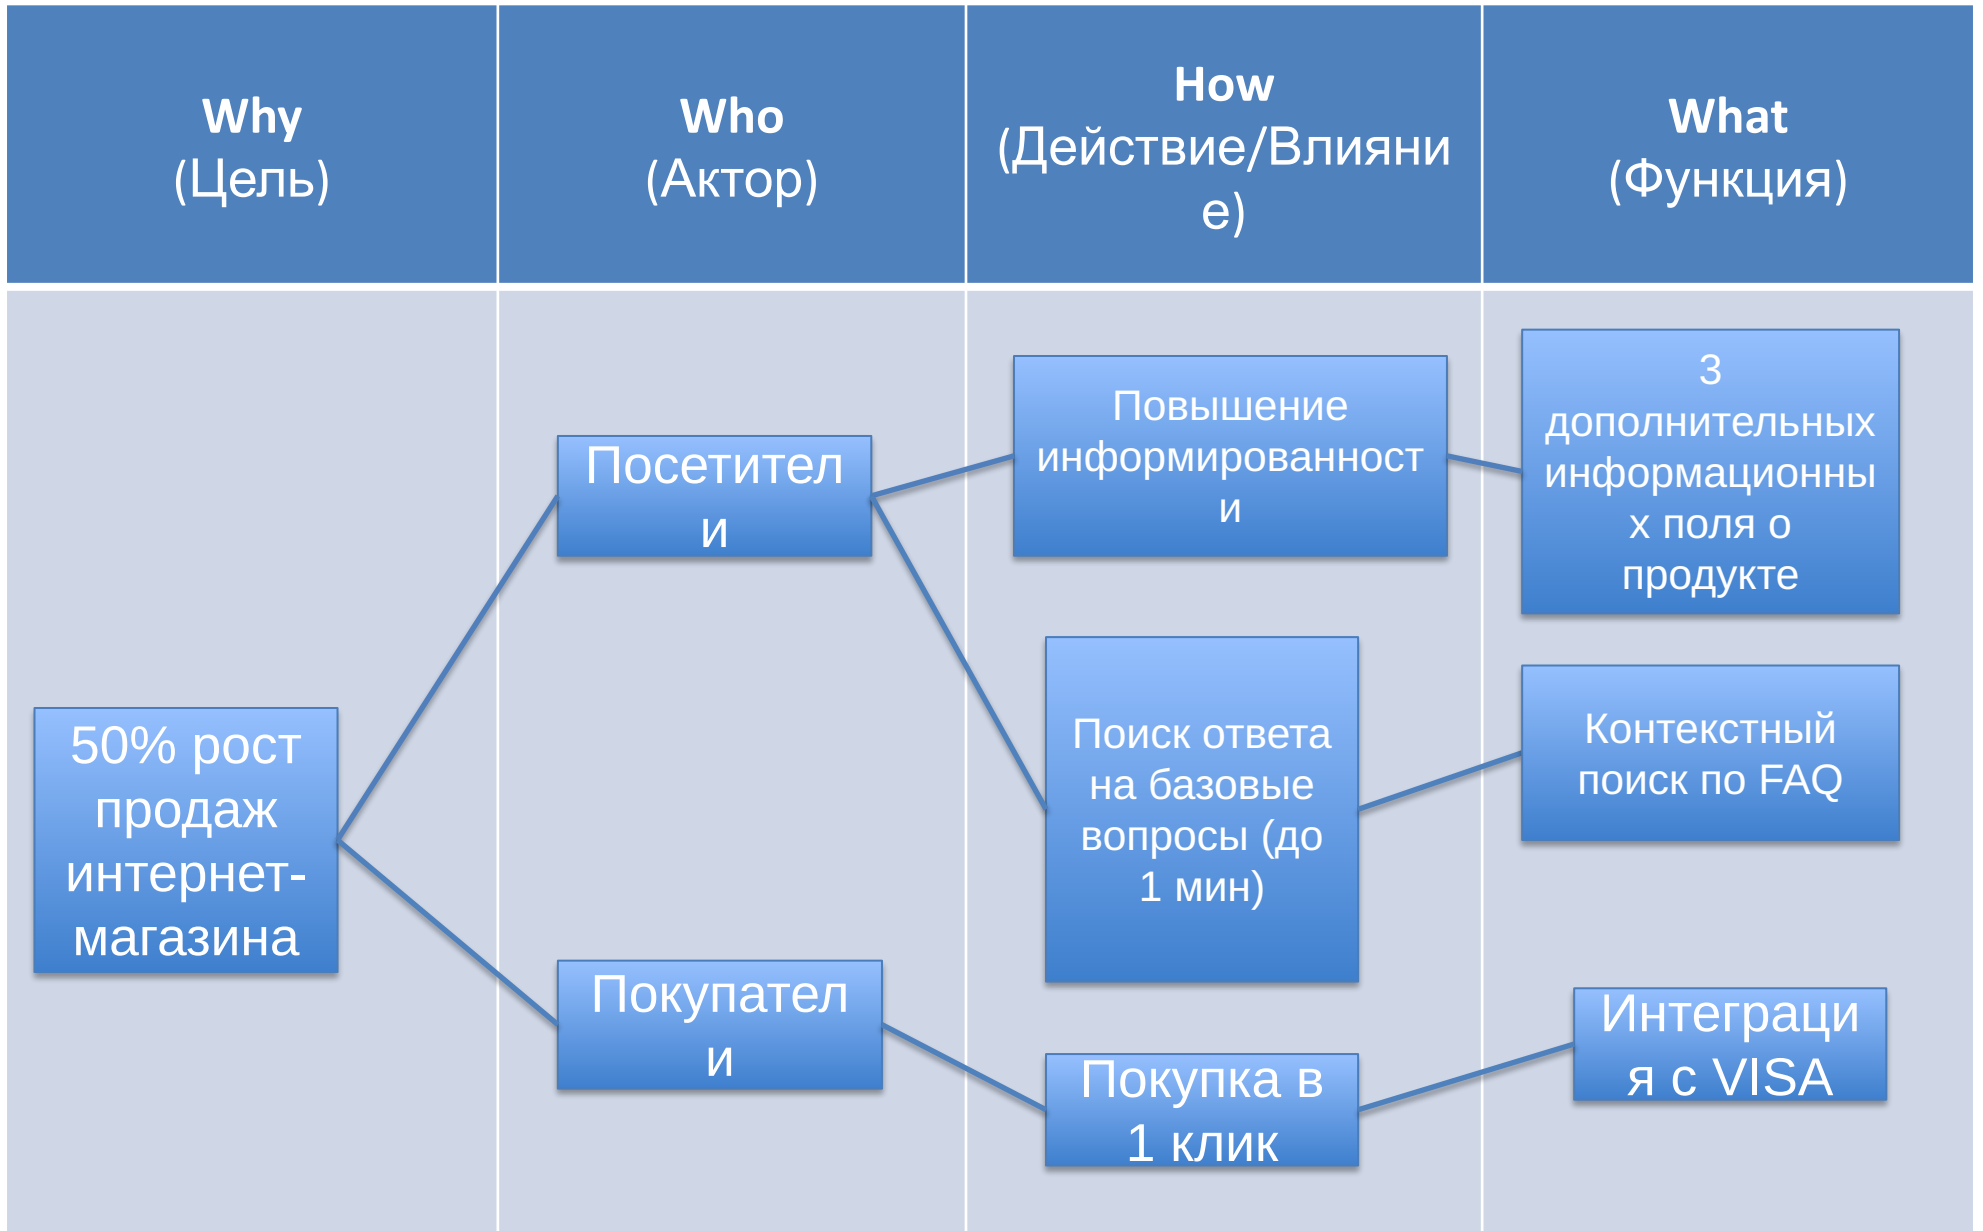 Why
(Цель)
Who
(Актор)
How
(Действие/Влияни
е)
What
(Функция)
50% рост
продаж
интернет-
магазина
Посетител
и
Покупател
и
Повышение
информированност
и
Поиск ответа
на базовые
вопросы (до
1 мин)
Покупка в
1 клик
3
дополнительных
информационны
х поля о
продукте
Контекстный
поиск по FAQ
Интеграци
я с VISA